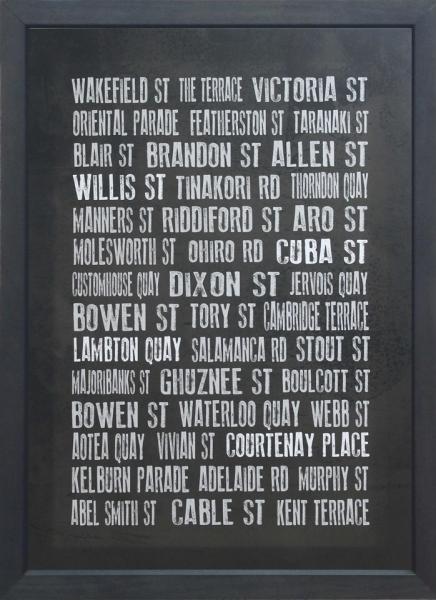 WAKEFIELD ST THE TERRACE VICTORIA ST
ORIENTAL PARADE FEATHERSTON ST TARANAKI ST
BLAIR ST BRANDON ST ALLEN ST
WILLIS ST TINAKORI RD THORNDON QUAY
MANNERS ST RIDDIFORD ST ARO ST
MOLESWORTH ST OHIRO RD CUBA ST
CUSTOMHOUSE QUAY DIXON ST JERVOIS QUAY
BOWEN ST TORY ST CAMBRIDGE TERRACE
LAMBTON QUAY SALAMANCA RD STOUT ST
MAJORIBANKS ST GHUZNEE ST BOULCOTT ST
BOWEN ST WATERLOO QUAY WEBB ST
AOTEA QUAY VIVIAN ST COURTENAY PLACE
KELBURN PARADE ADELAIDE RD MURPHY ST
ABEL SMITH ST CABLE ST KENT TERRACE